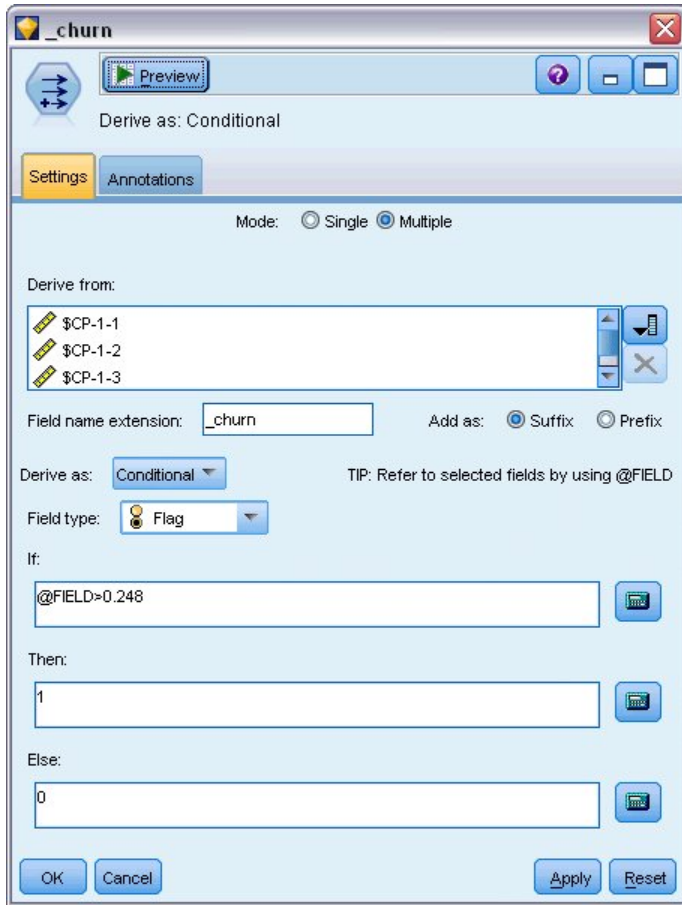 _churn
Preview
Derive as: Conditional
Settings Annotations
Mode: Single Multiple
Derive from:
$CP-1-1
$CP-1-2
$CP-1-3
Field name extension: _churn Add as: Suffix Prefix
Derive as: Conditional TIP: Refer to selected fields by using @FIELD
Field type: Flag
If:
@FIELD>0.248
Then:
1
Else:
0
OK Cancel Apply Reset